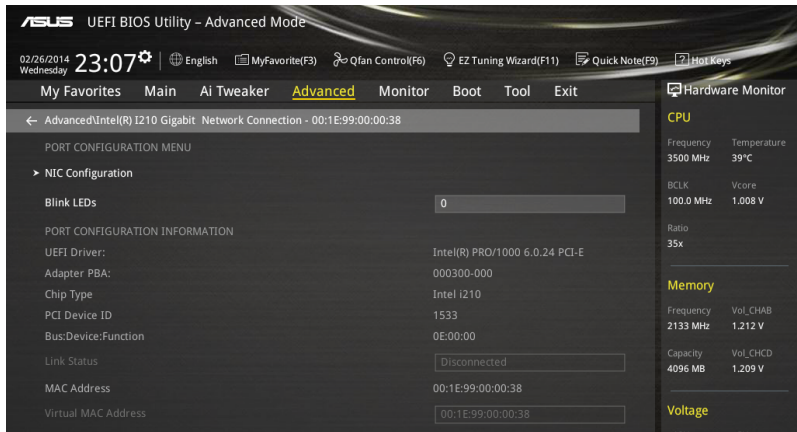 ASUS UEFI BIOS Utility – Advanced Mode
02/26/2014 Wednesday 23:07 English MyFavorite(F3) Qfan Control(F6) EZ Tuning Wizard(F11) Quick Note(F9) ? Hot Keys
My Favorites Main Ai Tweaker Advanced Monitor Boot Tool Exit
← Advanced\Intel(R) I210 Gigabit Network Connection - 00:1E:99:00:00:38
PORT CONFIGURATION MENU
> NIC Configuration
Blink LEDs 0
PORT CONFIGURATION INFORMATION
UEFI Driver: Intel(R) PRO/1000 6.0.24 PCI-E
Adapter PBA: 000300-000
Chip Type Intel i210
PCI Device ID 1533
Bus:Device:Function 0E:00:00
Link Status Disconnected
MAC Address 00:1E:99:00:00:38
Virtual MAC Address 00:1E:99:00:00:38
Hardware Monitor
CPU
Frequency Temperature
3500 MHz 39°C
BCLK Vcore
100.0 MHz 1.008 V
Ratio
35x
Memory
Frequency Vol_CHAB
2133 MHz 1.212 V
Capacity Vol_CHCD
4096 MB 1.209 V
Voltage